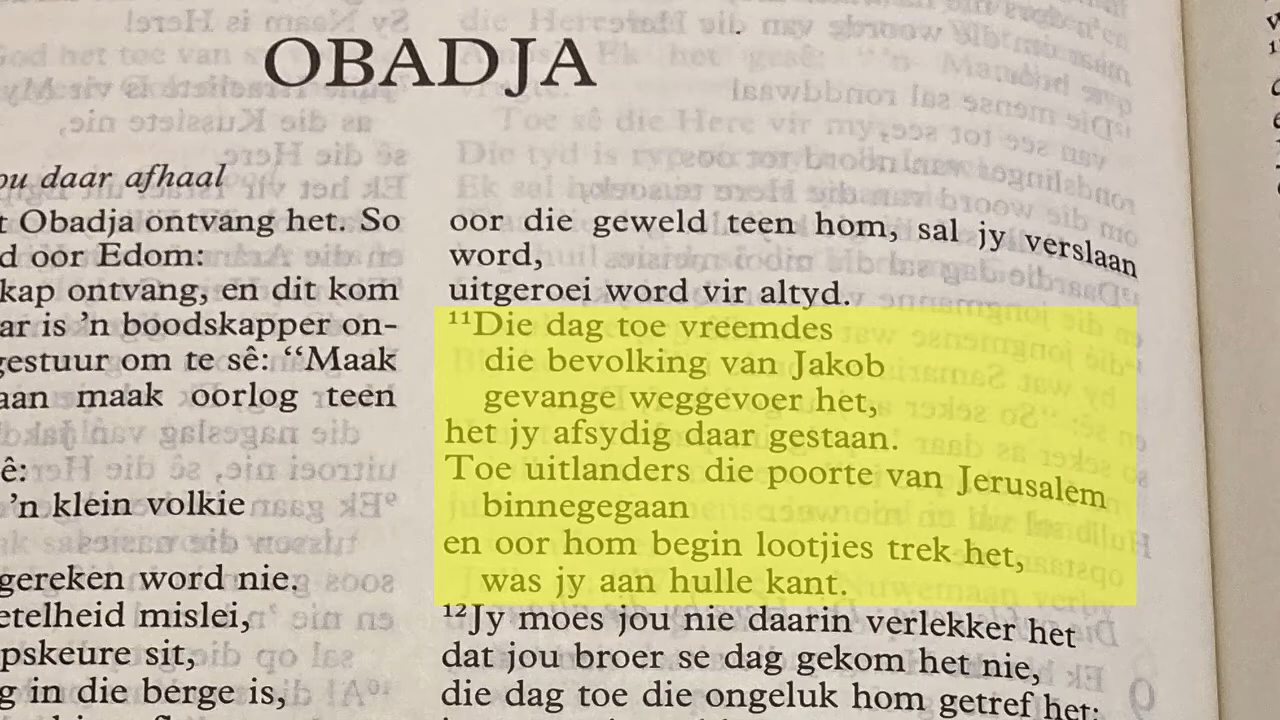 OBADJA
ou daar afhaal
t Obadja ontvang het. So
d oor Edom:
kap ontvang, en dit kom
ar is 'n boodskapper on-
gestuur om te sê: “Maak
aan maak oorlog teen
ê:
'n klein volkie
gereken word nie.
etelheid mislei,
pskeure sit,
g in die berge is,
oor die geweld teen hom, sal jy verslaan
word,
uitgeroei word vir altyd.
¹¹Die dag toe vreemdes
die bevolking van Jakob
gevange weggevoer het,
het jy afsydig daar gestaan.
Toe uitlanders die poorte van Jerusalem
binnegegaan
en oor hom begin lootjies trek het,
was jy aan hulle kant.
¹²Jy moes jou nie daarin verlekker het
dat jou broer se dag gekom het nie,
die dag toe die ongeluk hom getref het;